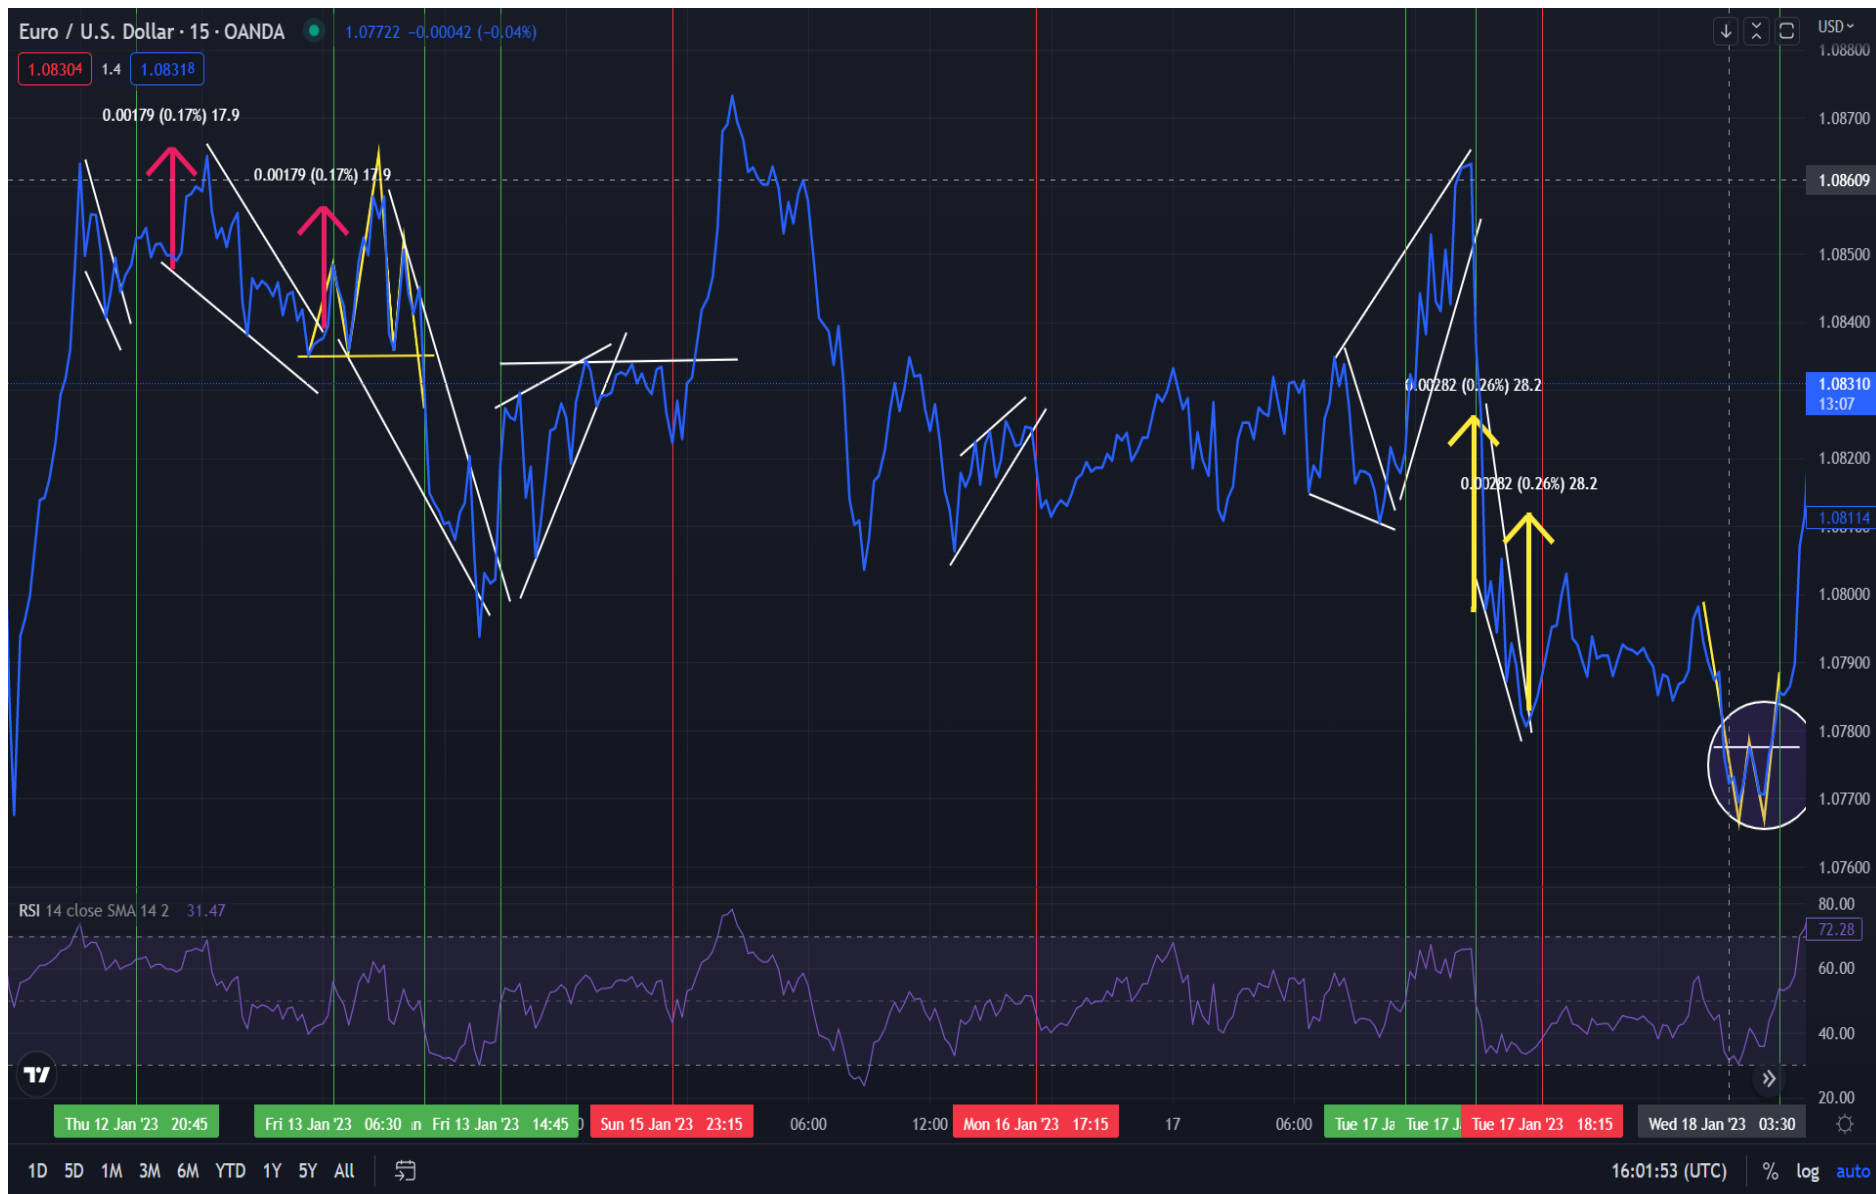 Euro / U.S. Dollar · 15 · OANDA 1.07722 −0.00042 (−0.04%)
USD
1.08800
1.08304 1.4 1.08318
0.00179 (0.17%) 17.9
1.08700
0.00179 (0.17%) 17.9
1.08609
1.08500
1.08400
1.08310
13:07
0.00282 (0.26%) 28.2
1.08200
0.00282 (0.26%) 28.2
1.08114
1.08000
1.07900
1.07800
1.07700
1.07600
RSI 14 close SMA 14 2 31.47
80.00
72.28
60.00
40.00
20.00
Thu 12 Jan '23 20:45 Fri 13 Jan '23 06:30 Fri 13 Jan '23 14:45 Sun 15 Jan '23 23:15 06:00 12:00 Mon 16 Jan '23 17:15 17 06:00 Tue 17 Ja Tue 17 J Tue 17 Jan '23 18:15 Wed 18 Jan '23 03:30
1D 5D 1M 3M 6M YTD 1Y 5Y All 16:01:53 (UTC) % log auto